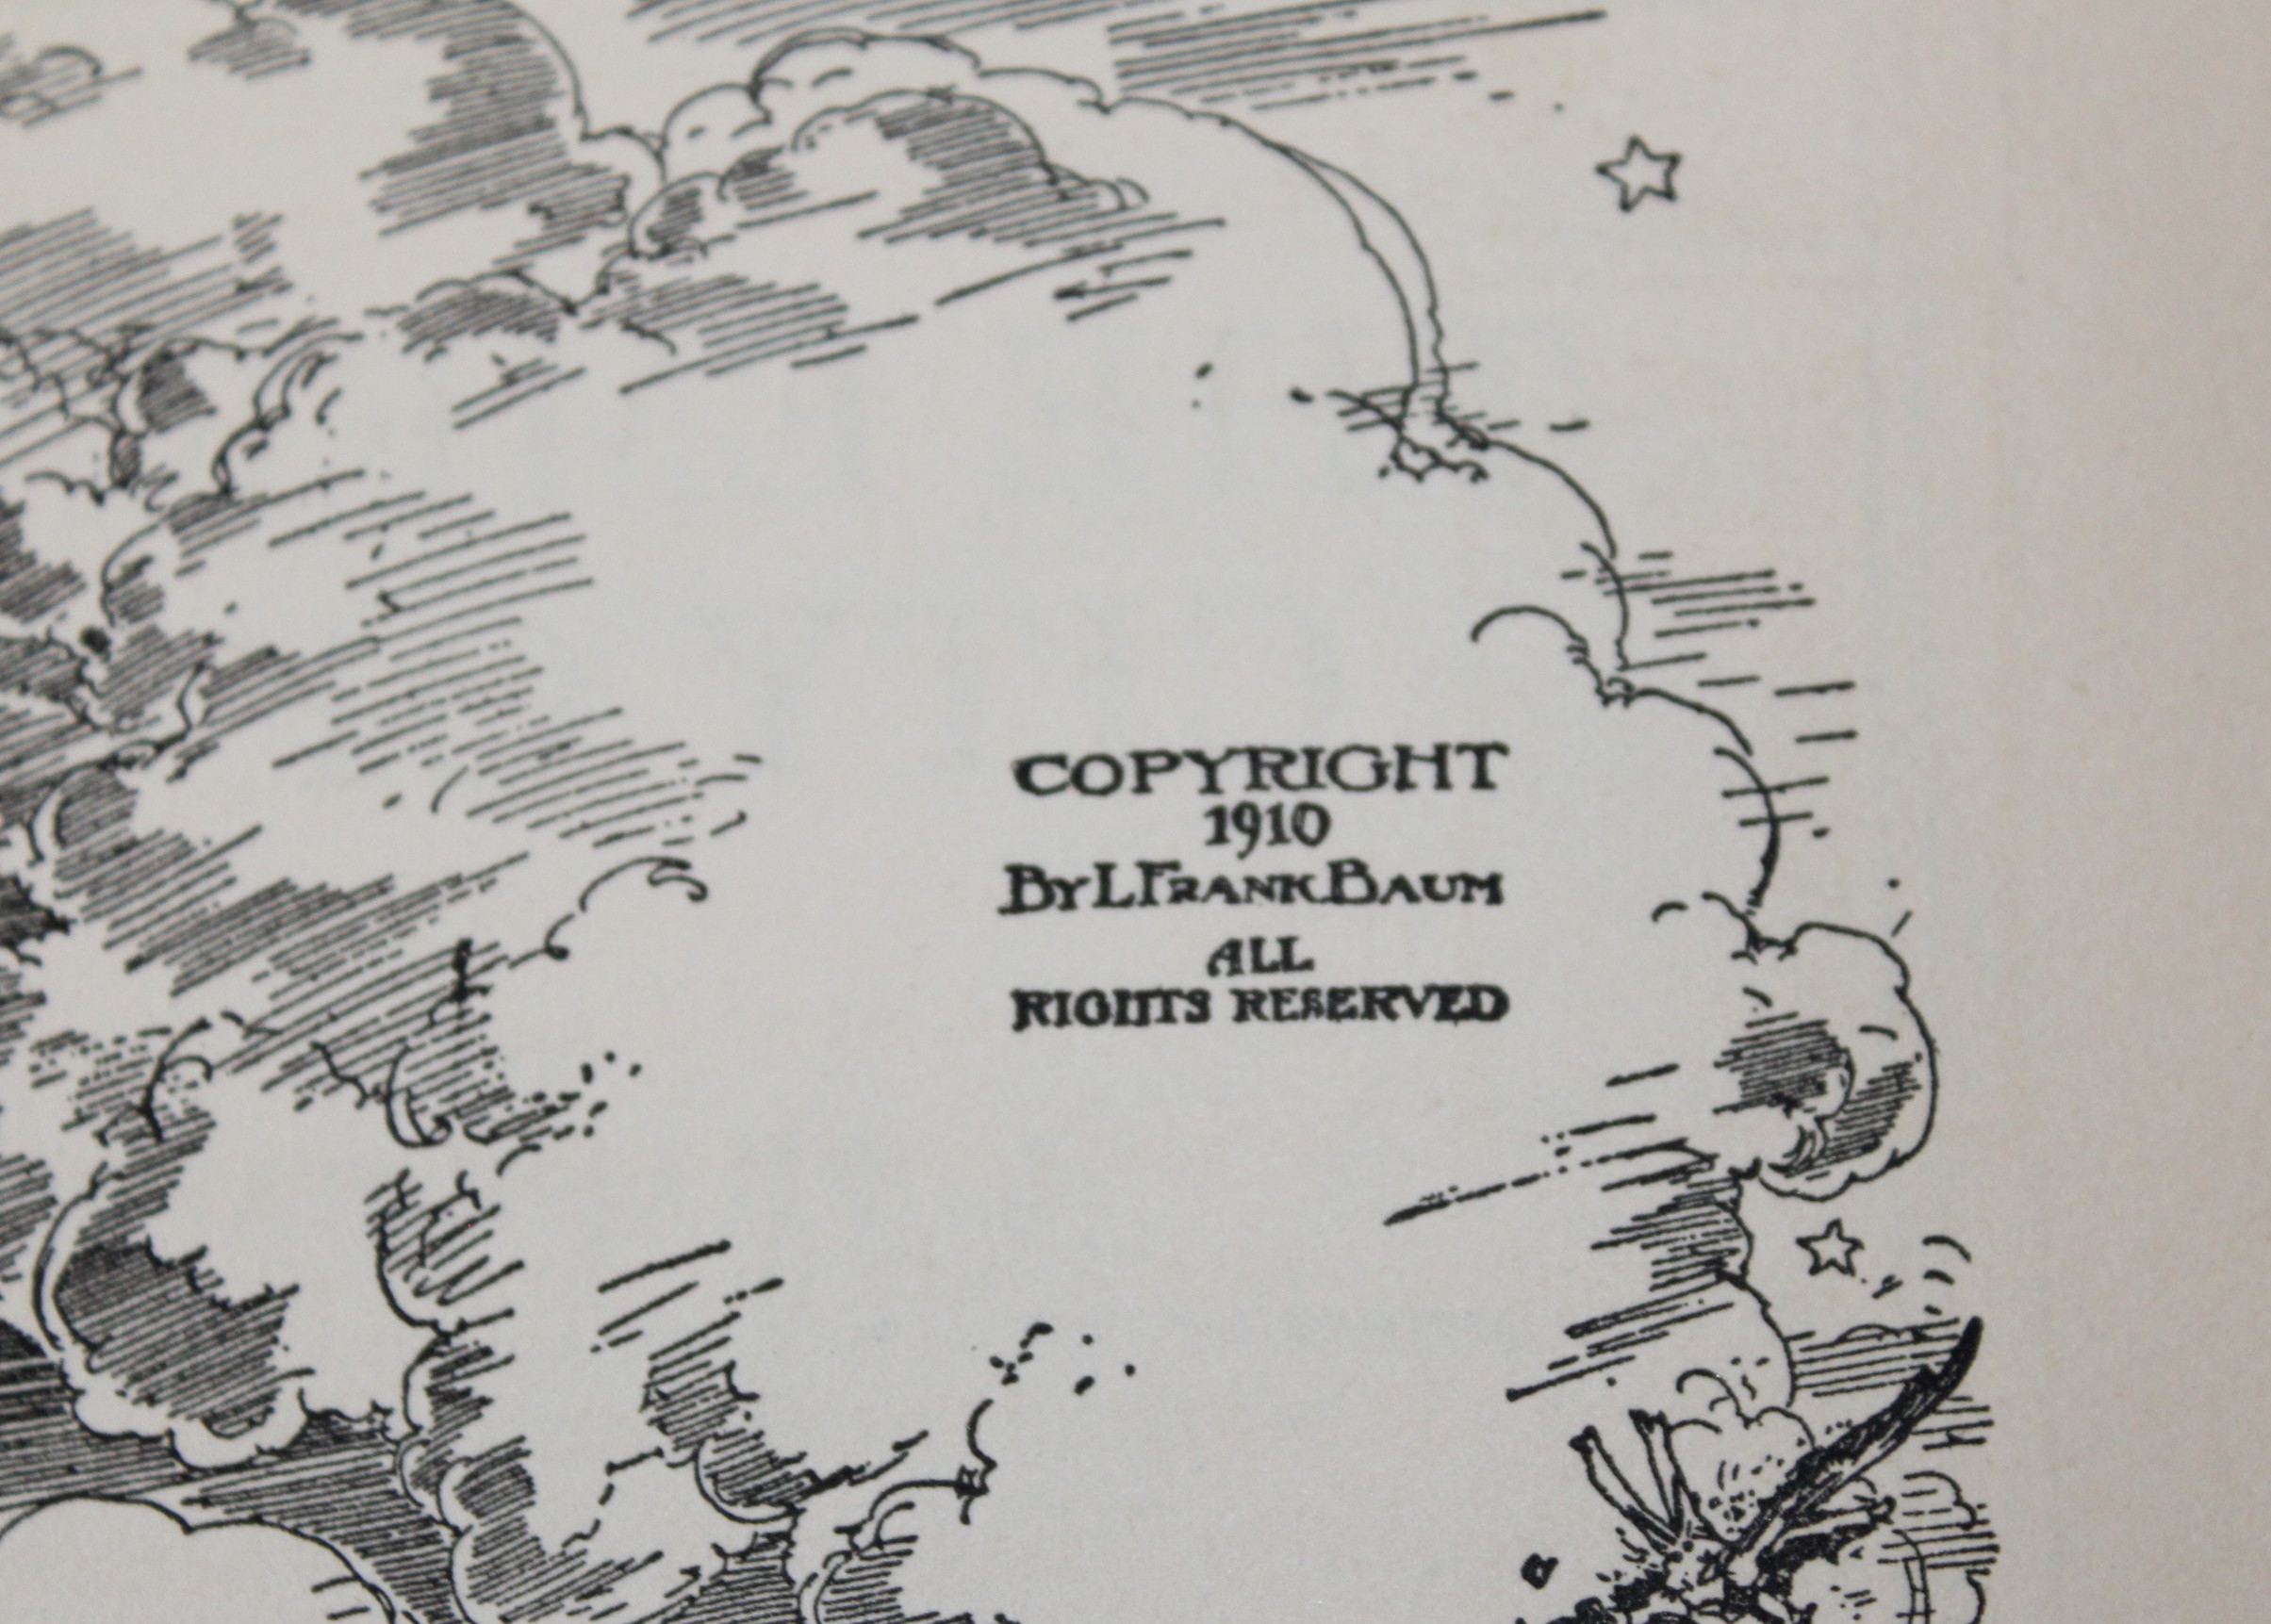 COPYRIGHT
1910
BY L FRANK BAUM
ALL
RIGHTS RESERVED